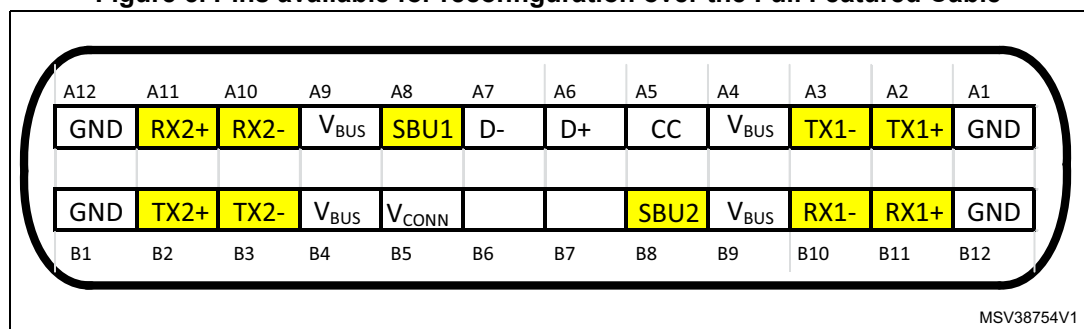 Figure 3. Pins available for reconfiguration over the Full Featured Cable
A12 A11 A10 A9 A8 A7 A6 A5 A4 A3 A2 A1
GND RX2+ RX2- VBUS SBU1 D- D+ CC VBUS TX1- TX1+ GND
GND TX2+ TX2- VBUS VCONN SBU2 VBUS RX1- RX1+ GND
B1 B2 B3 B4 B5 B6 B7 B8 B9 B10 B11 B12
MSV38754V1